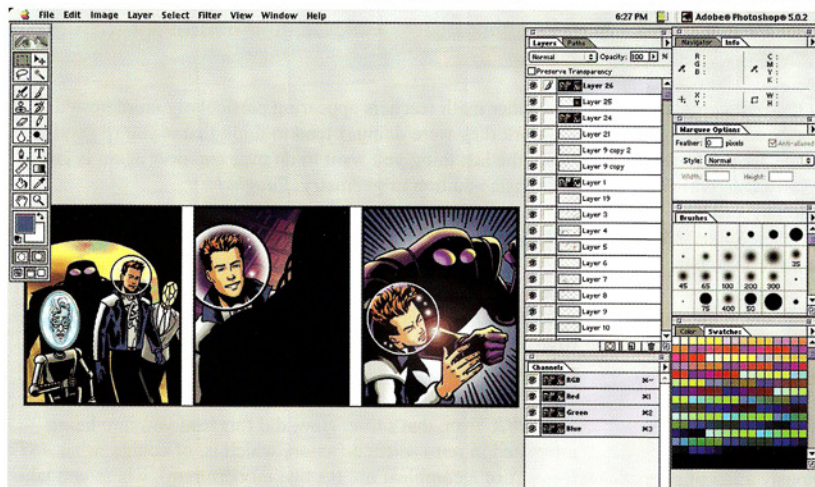 File Edit Image Layer Select Filter View Window Help
6:27 PM
Adobe® Photoshop® 5.0.2
Layers Paths
Normal Opacity: 100 %
Preserve Transparency
Layer 26
Layer 25
Layer 24
Layer 21
Layer 9 copy 2
Layer 9 copy
Layer 1
Layer 19
Layer 3
Layer 4
Layer 5
Layer 6
Layer 7
Layer 8
Layer 9
Layer 10
Channels
RGB ⌘~
Red ⌘1
Green ⌘2
Blue ⌘3
Navigator Info
R :
G :
B :
C :
M :
Y :
K :
X :
Y :
W :
H :
Marquee Options
Feather: 0 pixels Anti-aliased
Style: Normal
Width: Height:
Brushes
35
45 65 100 200 300
75 400 50
Color Swatches